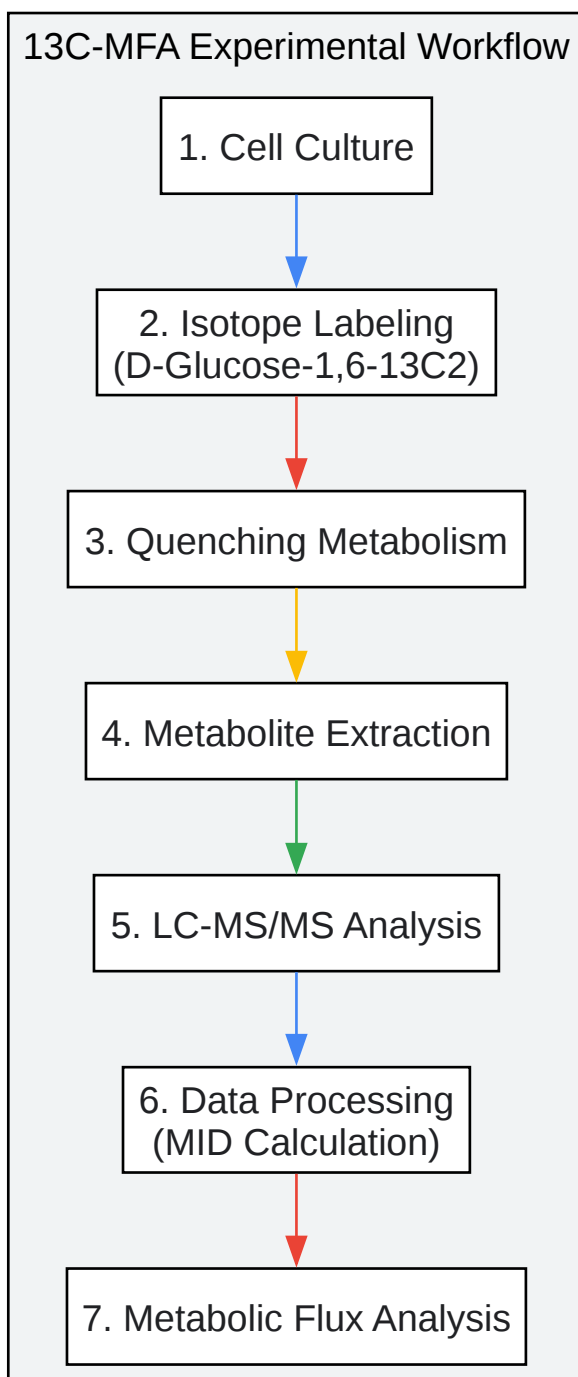 13C-MFA Experimental Workflow
1. Cell Culture
2. Isotope Labeling
(D-Glucose-1,6-13C2)
3. Quenching Metabolism
4. Metabolite Extraction
5. LC-MS/MS Analysis
6. Data Processing
(MID Calculation)
7. Metabolic Flux Analysis